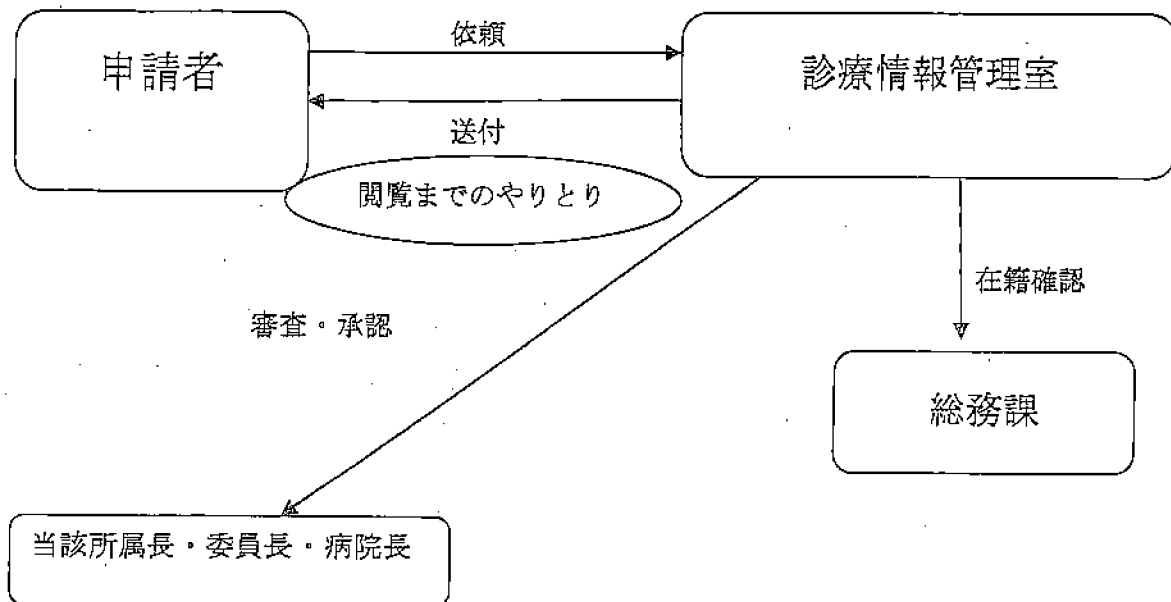 申請者
依頼
診療情報管理室
送付
閲覧までのやりとり
在籍確認
審査・承認
総務課
当該所属長・委員長・病院長